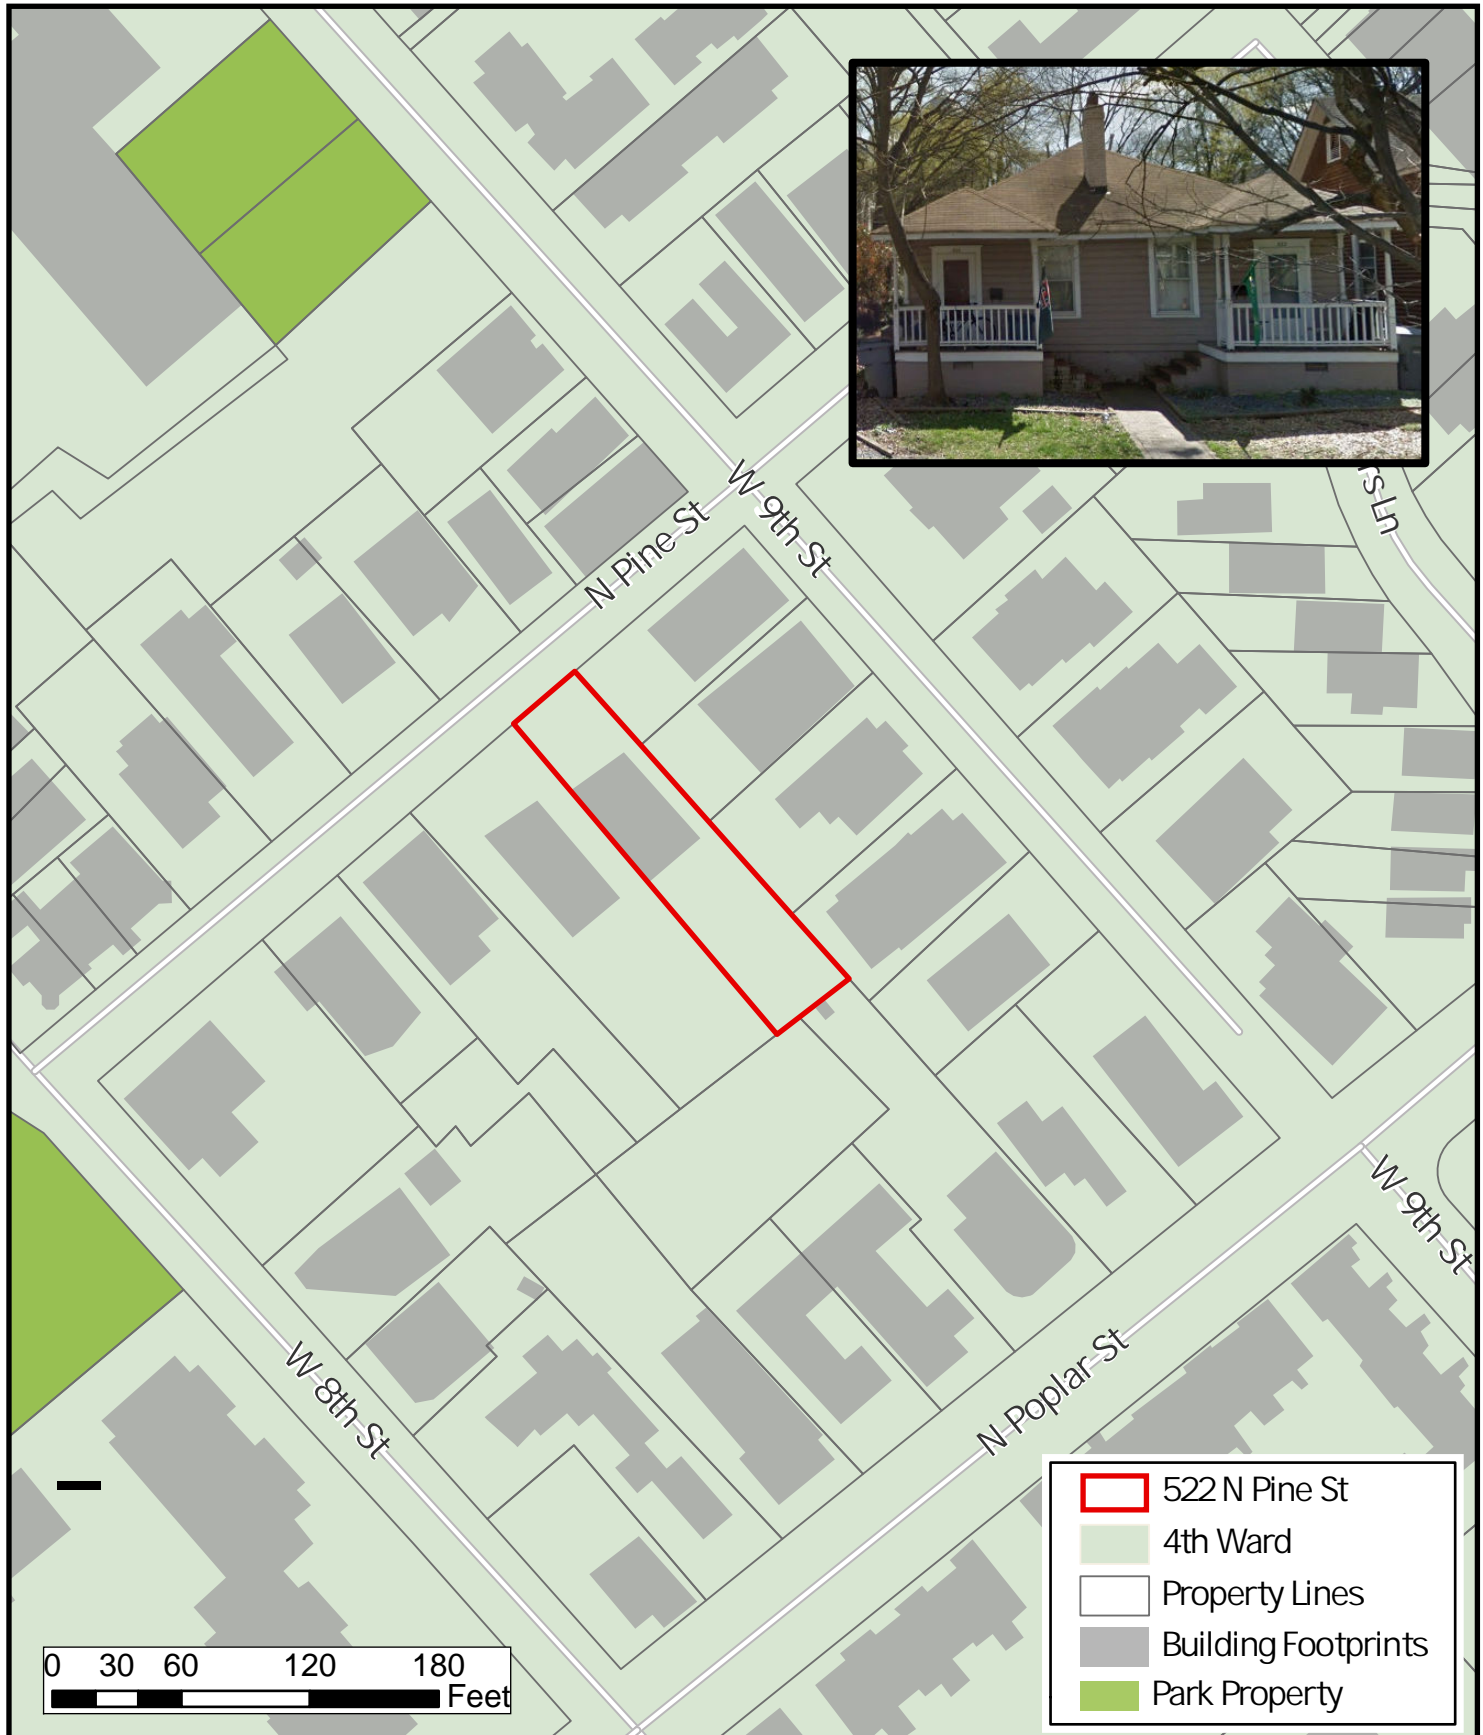 W 9th St
N Pine St
rs Ln
W 9th St
N Poplar St
W 8th St
522 N Pine St
4th Ward
Property Lines
Building Footprints
Park Property
0 30 60 120 180
Feet